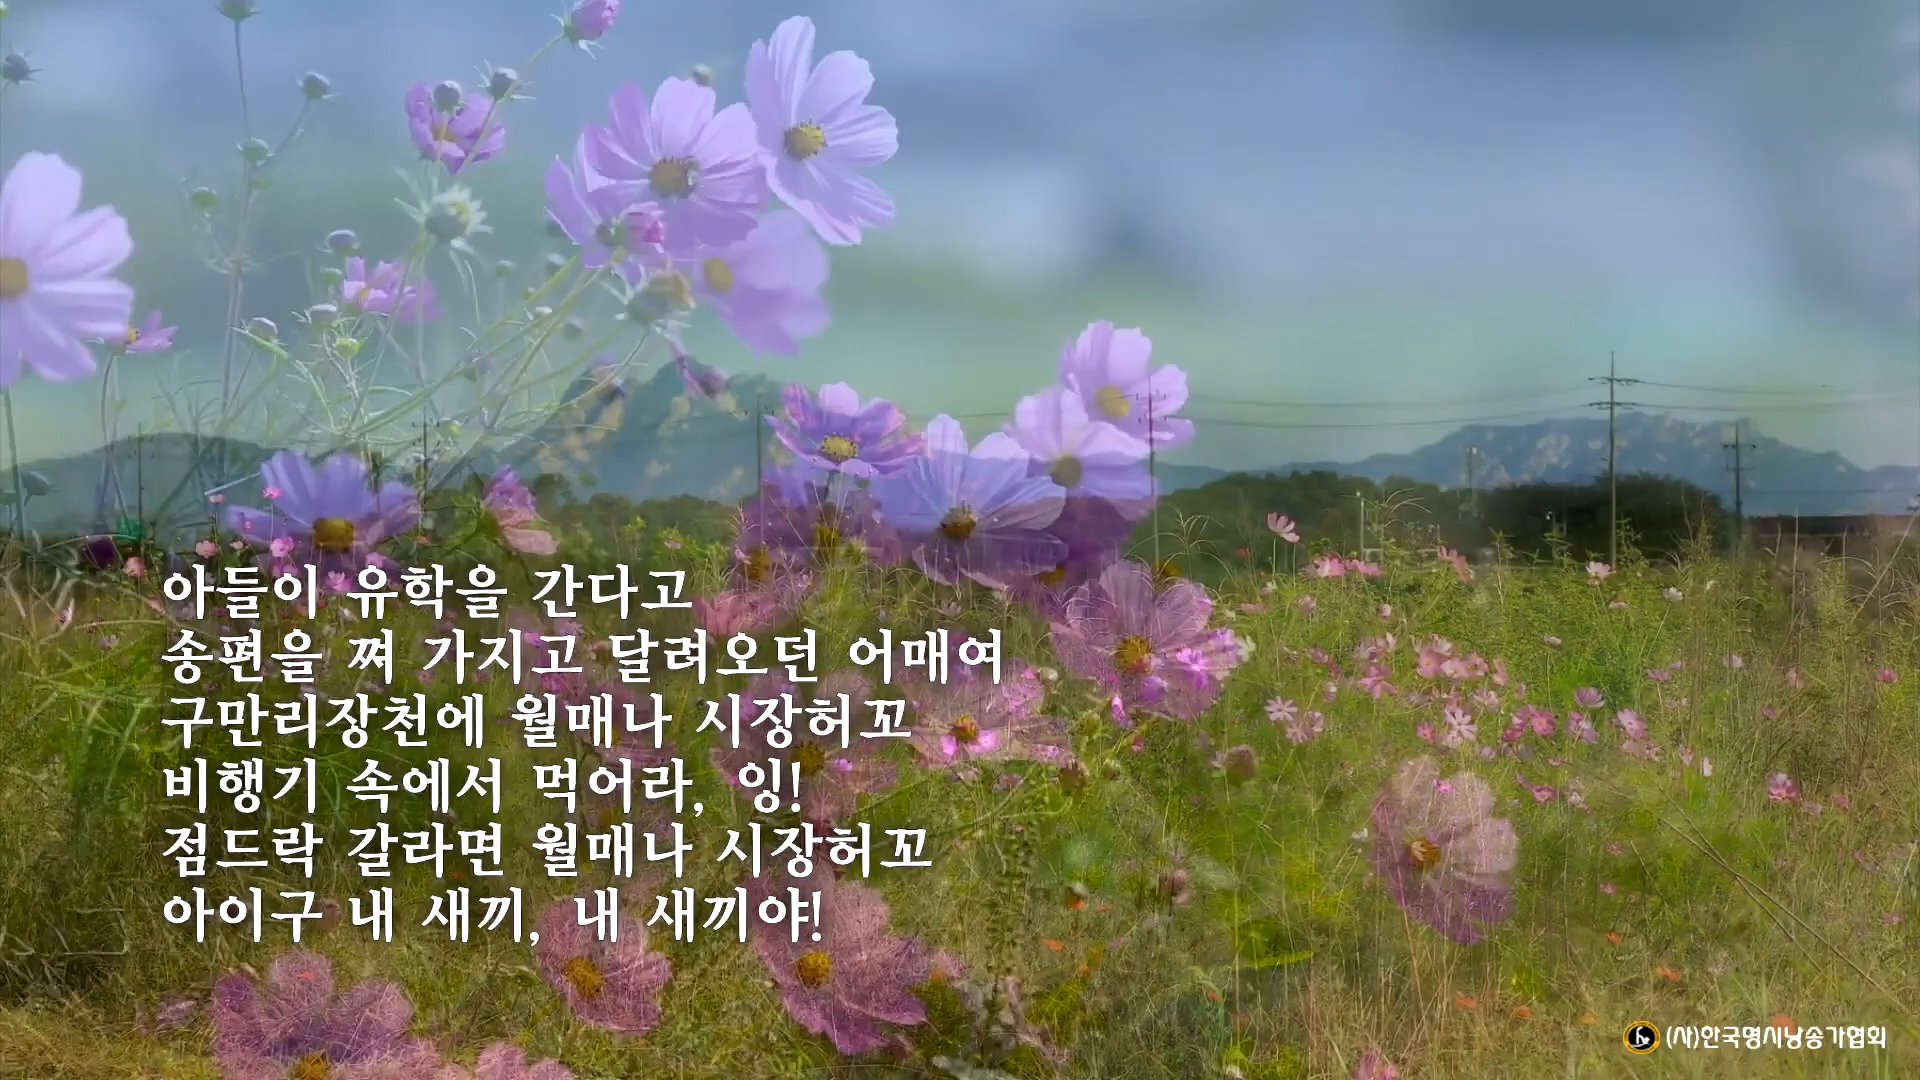 아들이 유학을 간다고
송편을 쪄 가지고 달려오던 어매여
구만리장천에 월매나 시장허꼬
비행기 속에서 먹어라, 잉!
점드락 갈라면 월매나 시장허꼬
아이구 내 새끼, 내 새끼야!
(사)한국명시낭송가협회